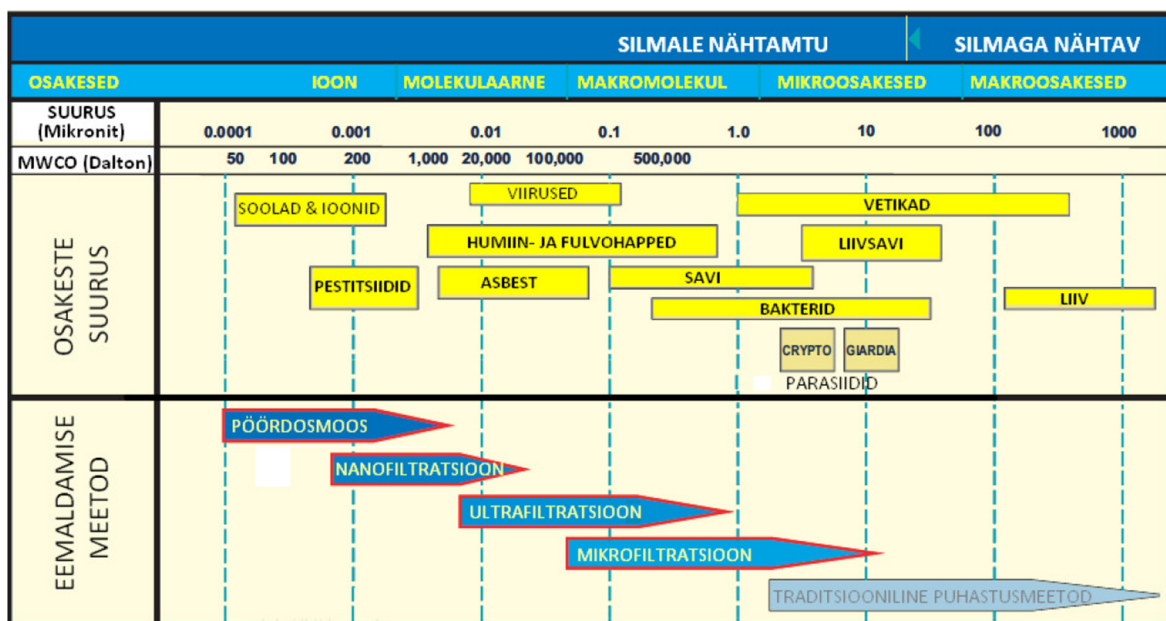 SILMALE NÄHTAMTU SILMAGA NÄHTAV
OSAKESED IOON MOLEKULAARNE MAKROMOLEKUL MIKROOSAKESED MAKROOSAKESED
SUURUS
(Mikronit) 0.0001 0.001 0.01 0.1 1.0 10 100 1000
MWCO (Dalton) 50 100 200 1,000 20,000 100,000 500,000
OSAKESTE
SUURUS
VIIRUSED
SOOLAD & IOONID VETIKAD
HUMIIN- JA FULVOHAPPED LIIVSAVI
PESTITSIIDID ASBEST SAVI LIIV
BAKTERID
CRYPTO GIARDIA
PARASIIDID
EEMALDAMISE
MEETOD
PÖÖRDOSMOOS
NANOFILTRATSIOON
ULTRAFILTRATSIOON
MIKROFILTRATSIOON
TRADITSIOONILINE PUHASTUSMEETOD